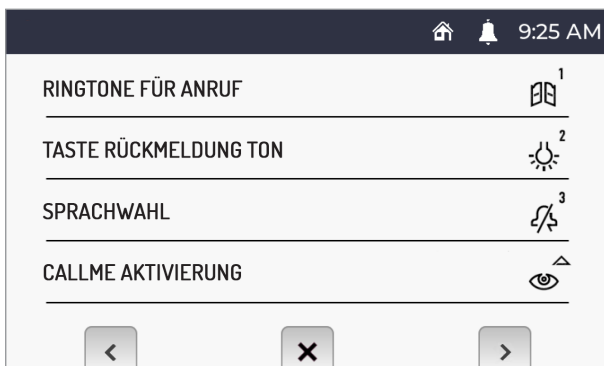 9:25 AM
RINGTONE FÜR ANRUF 1
TASTE RÜCKMELDUNG TON 2
SPRACHWAHL 3
CALLME AKTIVIERUNG